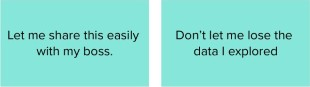 Let me share this easily
with my boss.
Don't let me lose the
data I explored